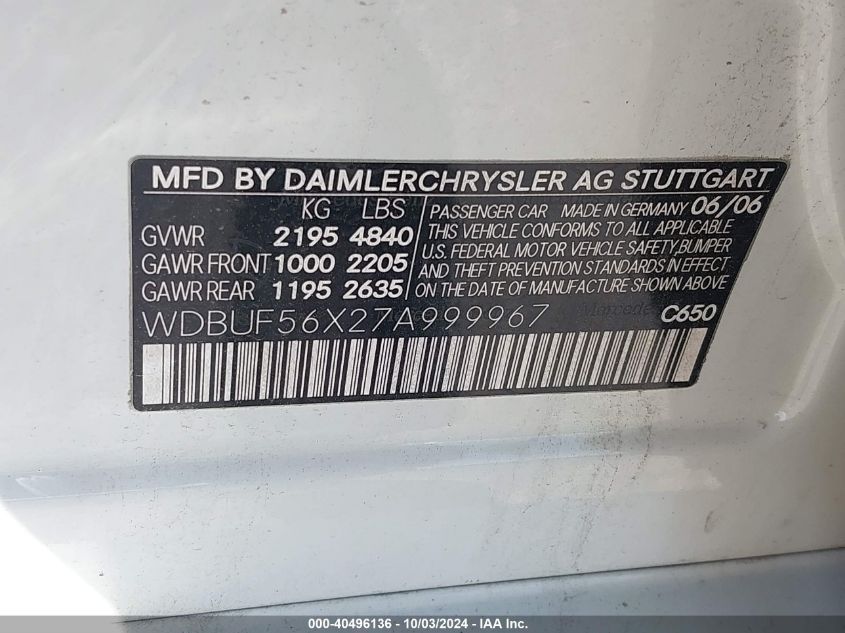 MFD BY DAIMLERCHRYSLER AG STUTTGART
KG LBS
GVWR 2195 4840
GAWR FRONT 1000 2205
GAWR REAR 1195 2635
PASSENGER CAR MADE IN GERMANY 06/06
THIS VEHICLE CONFORMS TO ALL APPLICABLE
U.S. FEDERAL MOTOR VEHICLE SAFETY,BUMPER
AND THEFT PREVENTION STANDARDS IN EFFECT
ON THE DATE OF MANUFACTURE SHOWN ABOVE
WDBUF56X27A999967 C650
000-40496136 - 10/03/2024 - IAA Inc.